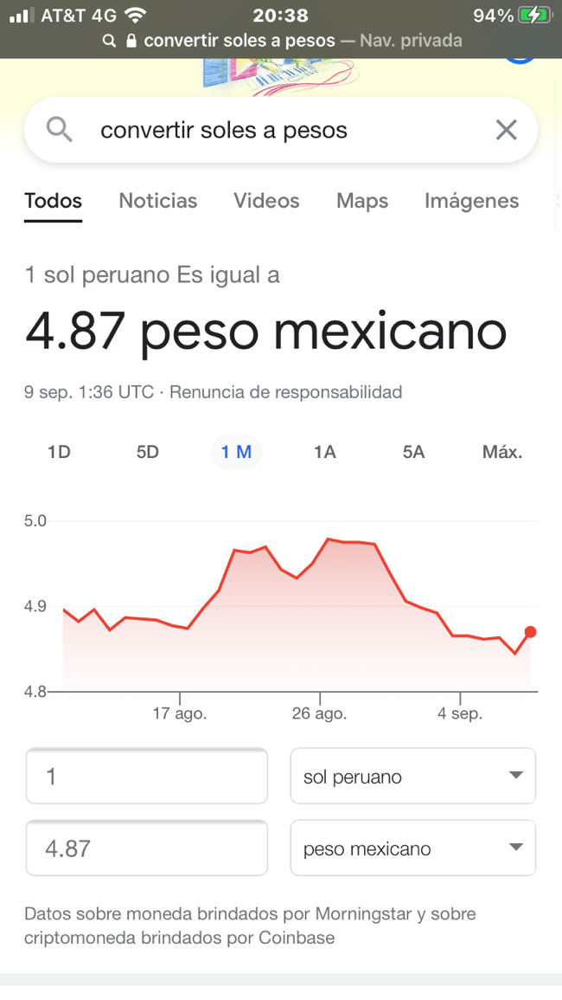 AT&T 4G 20:38 94%
convertir soles a pesos — Nav. privada
convertir soles a pesos
Todos Noticias Videos Maps Imágenes
1 sol peruano Es igual a
4.87 peso mexicano
9 sep. 1:36 UTC · Renuncia de responsabilidad
1D 5D 1 M 1A 5A Máx.
5.0
4.9
4.8
17 ago. 26 ago. 4 sep.
1 sol peruano
4.87 peso mexicano
Datos sobre moneda brindados por Morningstar y sobre
criptomoneda brindados por Coinbase